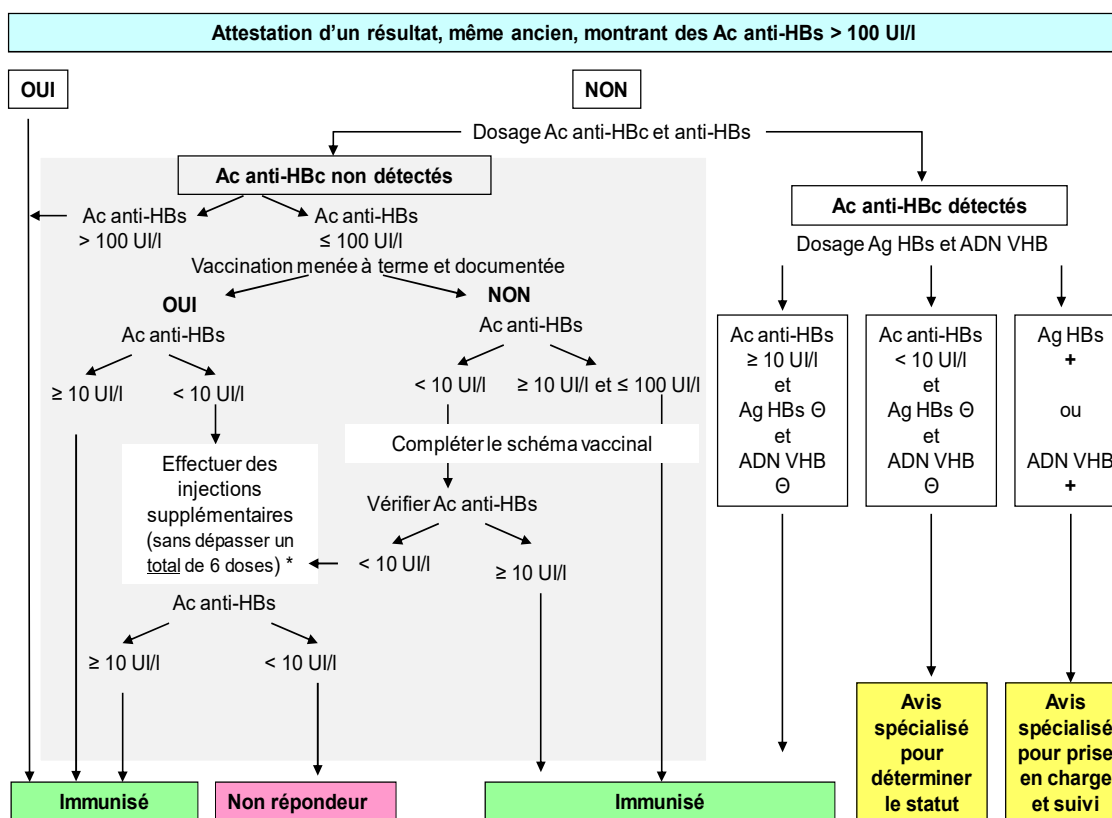 Attestation d'un résultat, même ancien, montrant des Ac anti-HBs > 100 UI/l
OUI
NON
Dosage Ac anti-HBc et anti-HBs
Ac anti-HBc non détectés
Ac anti-HBs
> 100 UI/l
Ac anti-HBs
≤ 100 UI/l
Vaccination menée à terme et documentée
OUI
Ac anti-HBs
≥ 10 UI/l
< 10 UI/l
Effectuer des
injections
supplémentaires
(sans dépasser un
total de 6 doses) *
NON
Ac anti-HBs
< 10 UI/l
≥ 10 UI/l et ≤ 100 UI/l
Compléter le schéma vaccinal
Vérifier Ac anti-HBs
< 10 UI/l
≥ 10 UI/l
Ac anti-HBs
≥ 10 UI/l
< 10 UI/l
Ac anti-HBc détectés
Dosage Ag HBs et ADN VHB
Ac anti-HBs
≥ 10 UI/l
et
Ag HBs Θ
et
ADN VHB
Θ
Ac anti-HBs
< 10 UI/l
et
Ag HBs Θ
et
ADN VHB
Θ
Ag HBs
+
ou
ADN VHB
+
Immunisé
Non répondeur
Immunisé
Avis
spécialisé
pour
déterminer
le statut
Avis
spécialisé
pour prise
en charge
et suivi